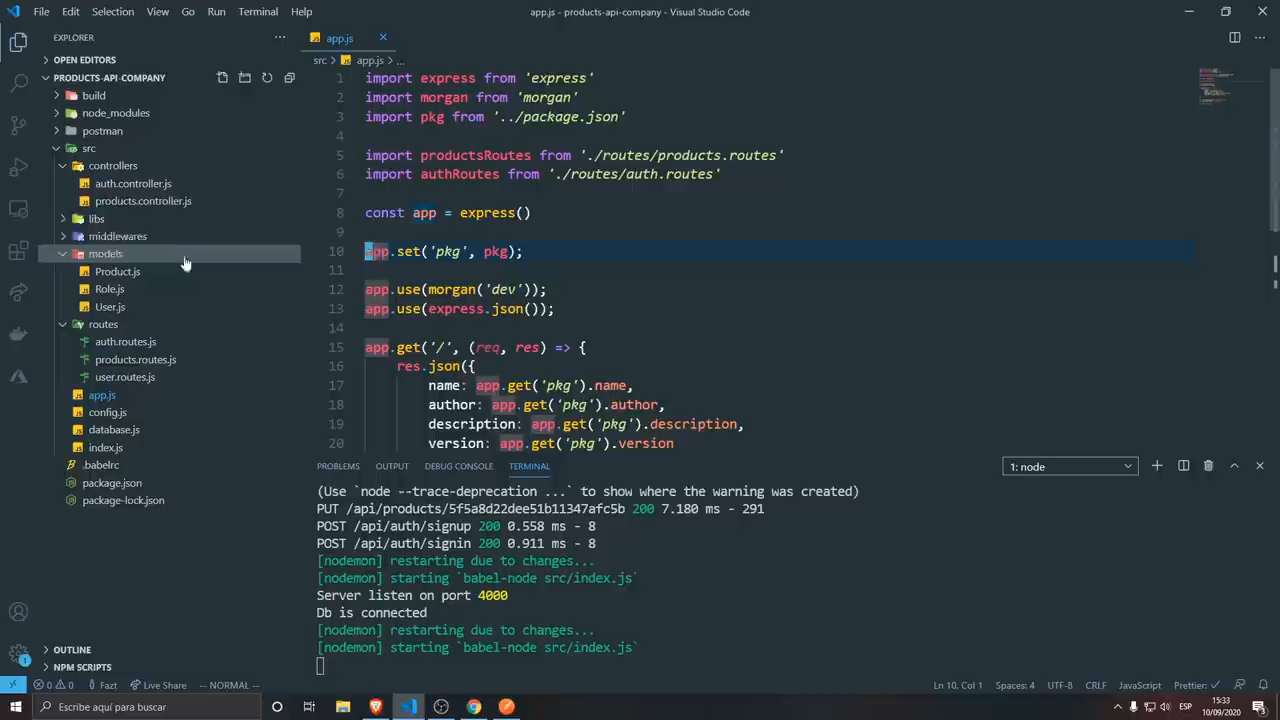 File Edit Selection View Go Run Terminal Help
app.js - products-api-company - Visual Studio Code
EXPLORER
OPEN EDITORS
PRODUCTS-API-COMPANY
build
node_modules
postman
src
controllers
auth.controller.js
products.controller.js
libs
middlewares
models
Product.js
Role.js
User.js
routes
auth.routes.js
products.routes.js
user.routes.js
app.js
config.js
database.js
index.js
.babelrc
package.json
package-lock.json
OUTLINE
NPM SCRIPTS
app.js
src > app.js > ...
1 import express from 'express'
2 import morgan from 'morgan'
3 import pkg from '../package.json'
4
5 import productsRoutes from './routes/products.routes'
6 import authRoutes from './routes/auth.routes'
7
8 const app = express()
9
10 app.set('pkg', pkg);
11
12 app.use(morgan('dev'));
13 app.use(express.json());
14
15 app.get('/', (req, res) => {
16 res.json({
17 name: app.get('pkg').name,
18 author: app.get('pkg').author,
19 description: app.get('pkg').description,
20 version: app.get('pkg').version
PROBLEMS OUTPUT DEBUG CONSOLE TERMINAL
1: node
(Use `node --trace-deprecation ...` to show where the warning was created)
PUT /api/products/5f5a8d22dee51b11347afc5b 200 7.180 ms - 291
POST /api/auth/signup 200 0.558 ms - 8
POST /api/auth/signin 200 0.911 ms - 8
[nodemon] restarting due to changes...
[nodemon] starting `babel-node src/index.js`
Server listen on port 4000
Db is connected
[nodemon] restarting due to changes...
[nodemon] starting `babel-node src/index.js`
1
0 0 Fazt Live Share -- NORMAL -- Ln 10, Col 1 Spaces: 4 UTF-8 CRLF JavaScript Prettier: ✓
Escribe aquí para buscar
ESP
15:33
10/09/2020
3